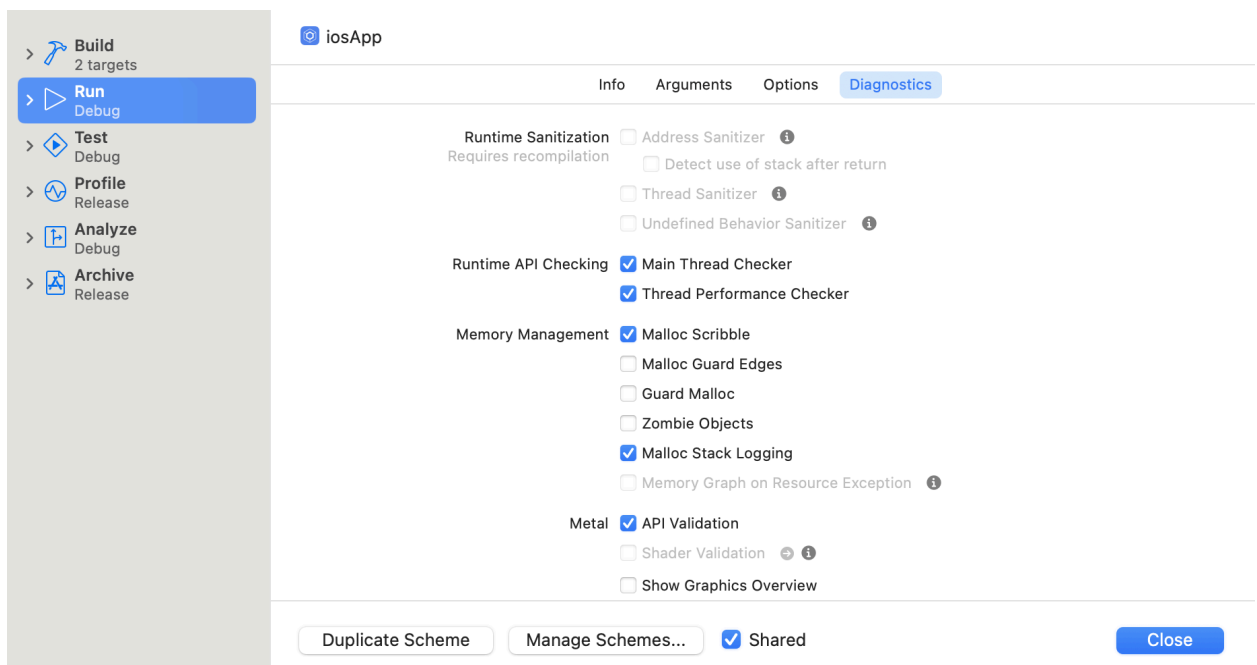 iosApp
Build
2 targets
Run
Debug
Test
Debug
Profile
Release
Analyze
Debug
Archive
Release
Info Arguments Options Diagnostics
Runtime Sanitization Address Sanitizer
Requires recompilation
Detect use of stack after return
Thread Sanitizer
Undefined Behavior Sanitizer
Runtime API Checking Main Thread Checker
Thread Performance Checker
Memory Management Malloc Scribble
Malloc Guard Edges
Guard Malloc
Zombie Objects
Malloc Stack Logging
Memory Graph on Resource Exception
Metal API Validation
Shader Validation
Show Graphics Overview
Duplicate Scheme Manage Schemes... Shared Close